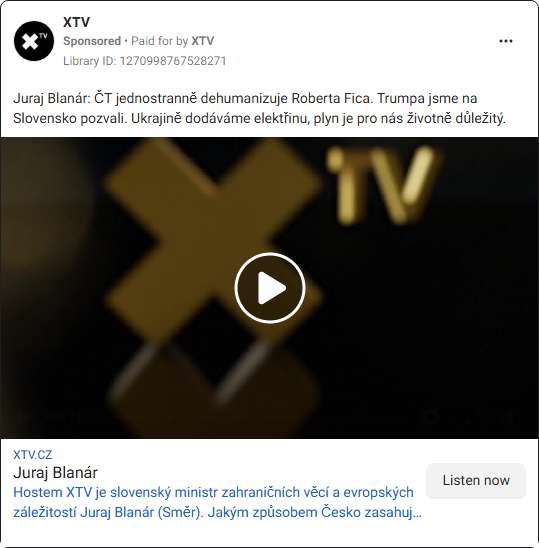 XTV
Sponsored • Paid for by XTV
Library ID: 1270998767528271
Juraj Blanár: ČT jednostranně dehumanizuje Roberta Fica. Trumpa jsme na
Slovensko pozvali. Ukrajině dodáváme elektřinu, plyn je pro nás životně důležitý.
XTV
XTV.CZ
Juraj Blanár
Hostem XTV je slovenský ministr zahraničních věcí a evropských
záležitostí Juraj Blanár (Směr). Jakým způsobem Česko zasahuj...
Listen now